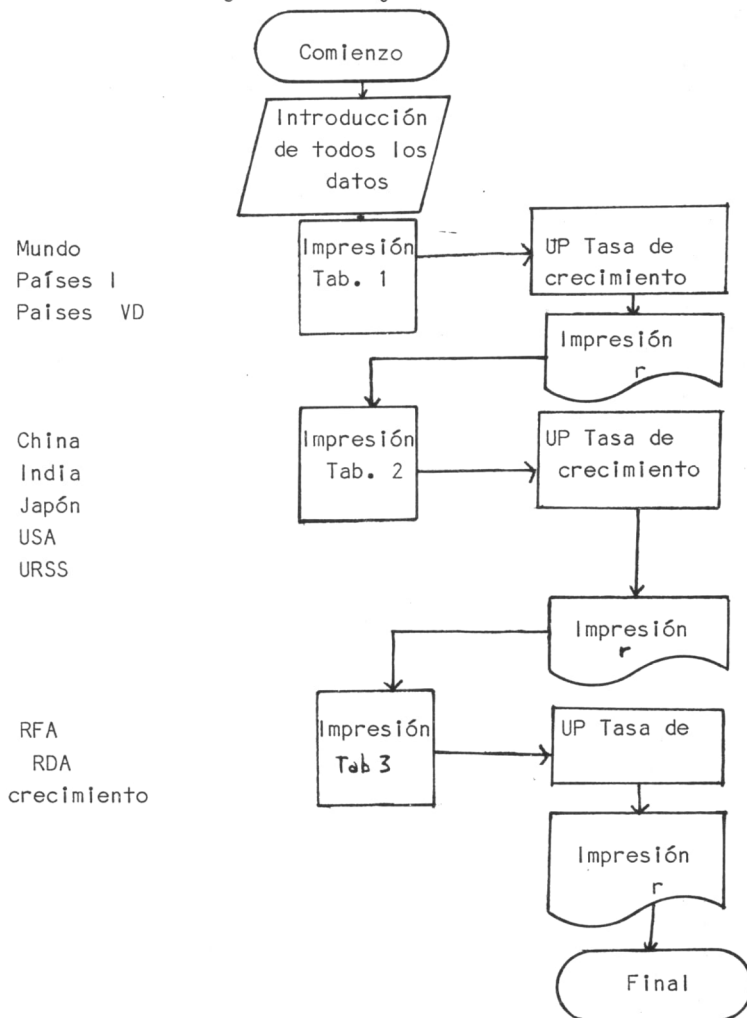 Comienzo
Introducción
de todos los
datos
Mundo
Países I
Paises VD
Impresión
Tab. 1
UP Tasa de
crecimiento
Impresión
r
China
India
Japón
USA
URSS
Impresión
Tab. 2
UP Tasa de
crecimiento
Impresión
r
RFA
RDA
crecimiento
Impresión
Tab 3
UP Tasa de
Impresión
r
Final